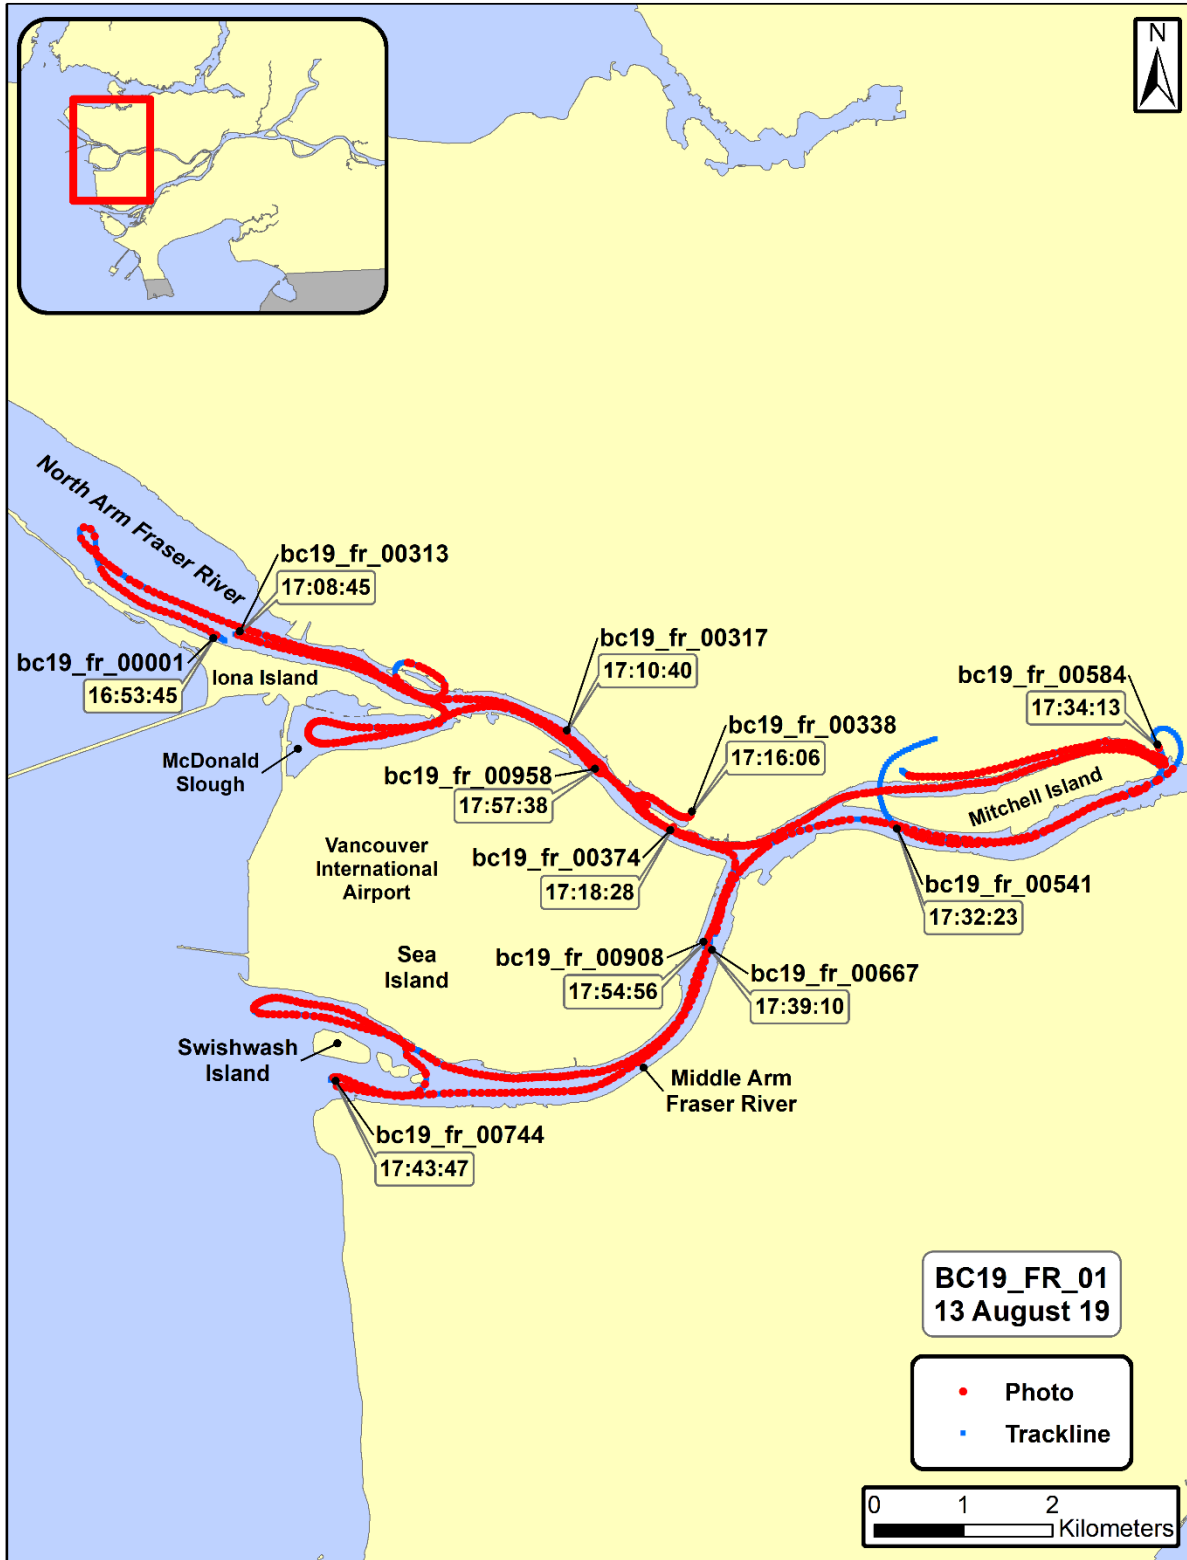 N
North Arm Fraser River
bc19_fr_00313
17:08:45
bc19_fr_00001
16:53:45
Iona Island
McDonald
Slough
bc19_fr_00317
17:10:40
bc19_fr_00338
17:16:06
bc19_fr_00584
17:34:13
bc19_fr_00958
17:57:38
Mitchell Island
Vancouver
International
Airport
bc19_fr_00374
17:18:28
bc19_fr_00541
17:32:23
Sea
Island
bc19_fr_00908
17:54:56
bc19_fr_00667
17:39:10
Swishwash
Island
Middle Arm
Fraser River
bc19_fr_00744
17:43:47
BC19_FR_01
13 August 19
Photo
Trackline
0 1 2
Kilometers